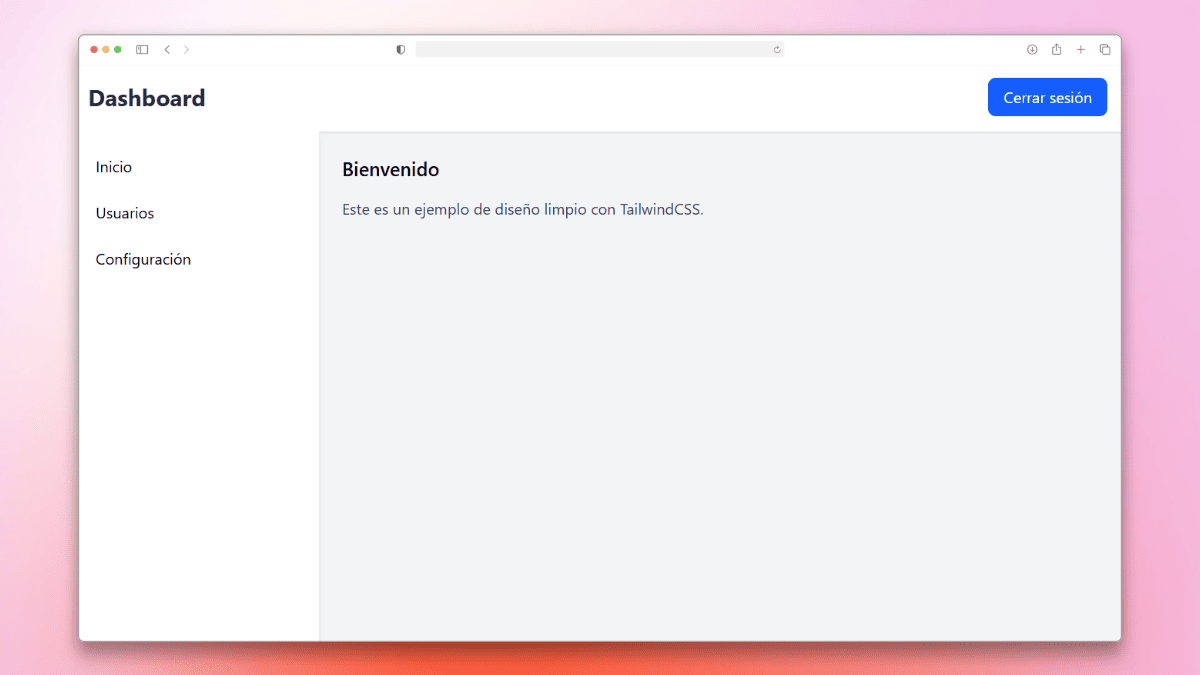 Dashboard
Cerrar sesión
Inicio
Usuarios
Configuración
Bienvenido
Este es un ejemplo de diseño limpio con TailwindCSS.